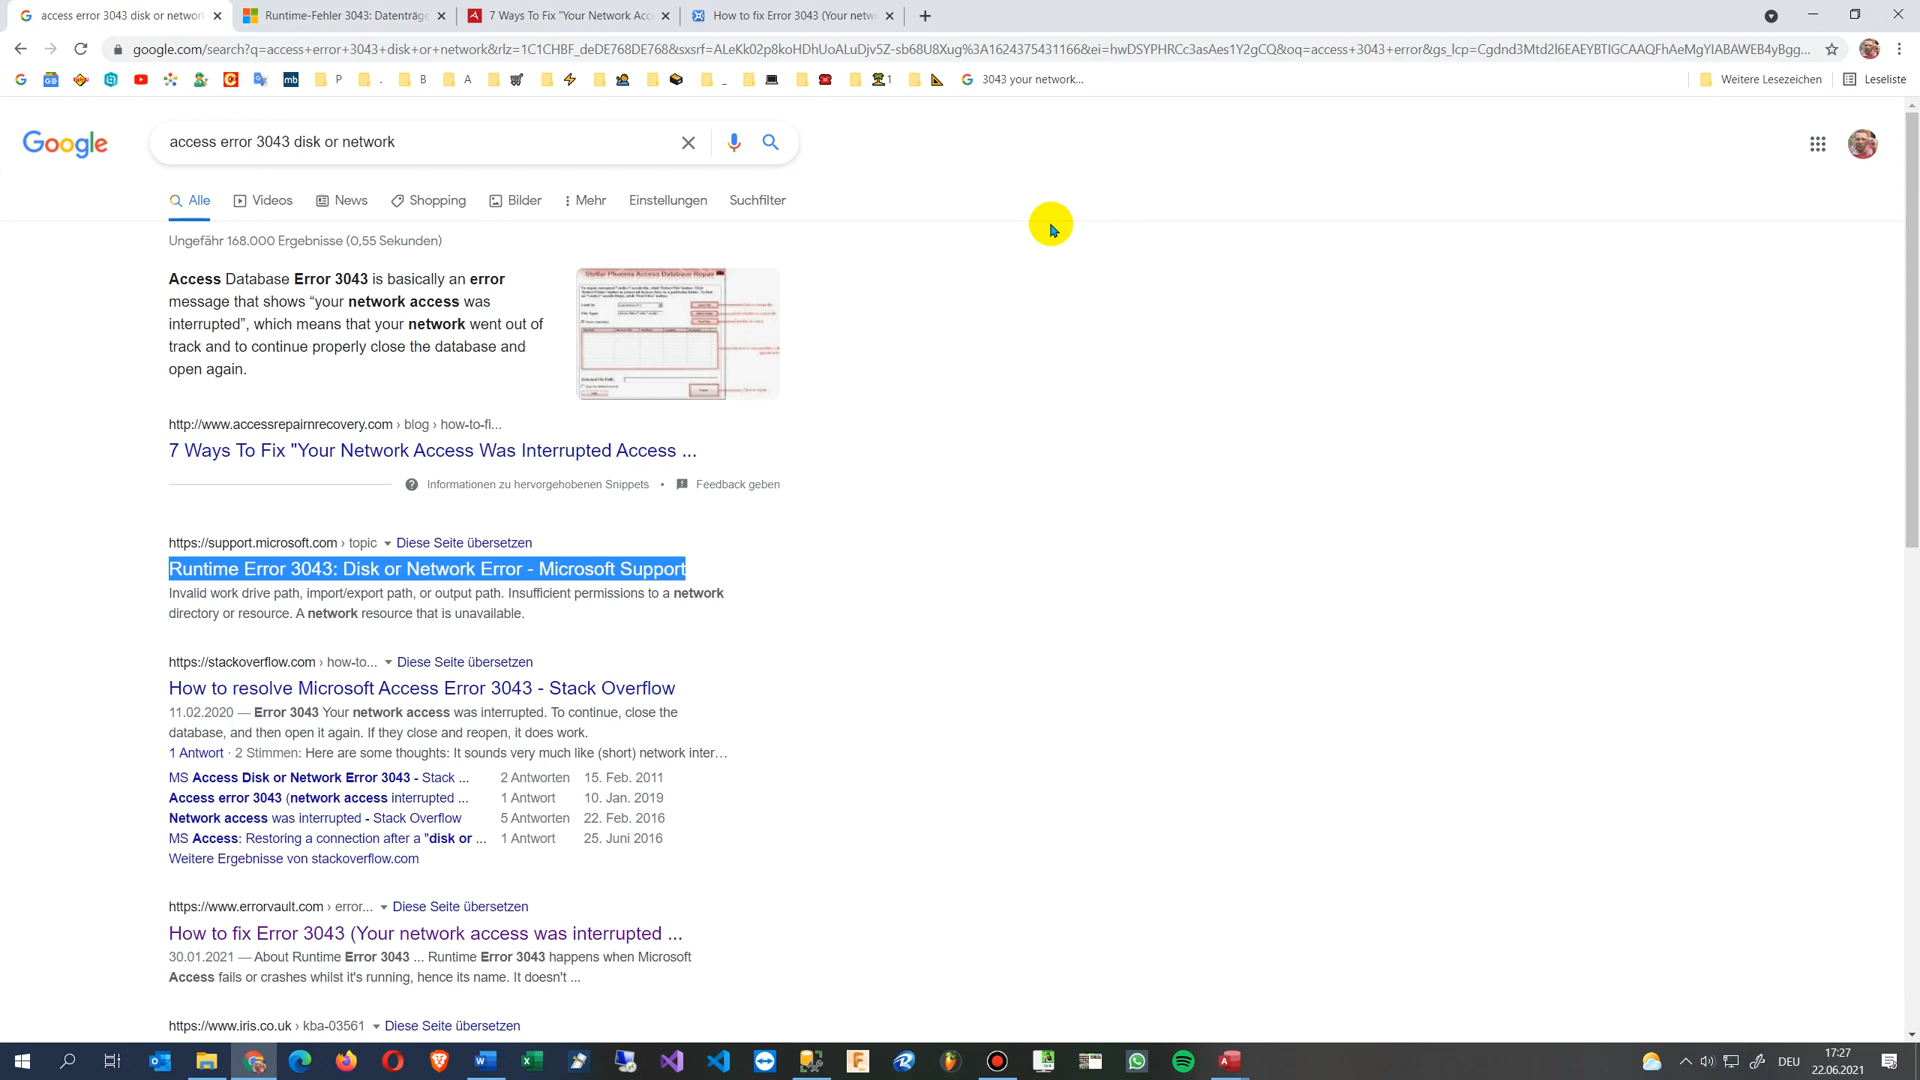 access error 3043 disk or networ
Runtime-Fehler 3043: Datenträge
7 Ways To Fix "Your Network Acc
How to fix Error 3043 (Your netw
google.com/search?q=access+error+3043+disk+or+network&rlz=1C1CHBF_deDE768DE768&sxsrf=ALeKk02p8koHDhUoALuDjv5Z-sb68U8Xug%3A1624375431166&ei=hwDSYPHRCc3asAes1Y2gCQ&oq=access+3043+error&gs_lcp=Cgdnd3Mtd2l6EAEYBTIGCAAQFhAeMgYIABAWEB4yBgg...
mb P . B A _ 1 3043 your network... Weitere Lesezeichen Leseliste
Google
access error 3043 disk or network
Alle Videos News Shopping Bilder Mehr Einstellungen Suchfilter
Ungefähr 168.000 Ergebnisse (0,55 Sekunden)
Access Database Error 3043 is basically an error
message that shows “your network access was
interrupted”, which means that your network went out of
track and to continue properly close the database and
open again.
Stellar Phoenix Access Database Repair
http://www.accessrepairnrecovery.com › blog › how-to-fi...
7 Ways To Fix "Your Network Access Was Interrupted Access ...
Informationen zu hervorgehobenen Snippets • Feedback geben
https://support.microsoft.com › topic Diese Seite übersetzen
Runtime Error 3043: Disk or Network Error - Microsoft Support
Invalid work drive path, import/export path, or output path. Insufficient permissions to a network
directory or resource. A network resource that is unavailable.
https://stackoverflow.com › how-to... Diese Seite übersetzen
How to resolve Microsoft Access Error 3043 - Stack Overflow
11.02.2020 — Error 3043 Your network access was interrupted. To continue, close the
database, and then open it again. If they close and reopen, it does work.
1 Antwort · 2 Stimmen: Here are some thoughts: It sounds very much like (short) network inter…
MS Access Disk or Network Error 3043 - Stack ... 2 Antworten 15. Feb. 2011
Access error 3043 (network access interrupted ... 1 Antwort 10. Jan. 2019
Network access was interrupted - Stack Overflow 5 Antworten 22. Feb. 2016
MS Access: Restoring a connection after a "disk or ... 1 Antwort 25. Juni 2016
Weitere Ergebnisse von stackoverflow.com
https://www.errorvault.com › error... Diese Seite übersetzen
How to fix Error 3043 (Your network access was interrupted ...
30.01.2021 — About Runtime Error 3043 ... Runtime Error 3043 happens when Microsoft
Access fails or crashes whilst it's running, hence its name. It doesn't ...
https://www.iris.co.uk › kba-03561 Diese Seite übersetzen
DEU
17:27
22.06.2021